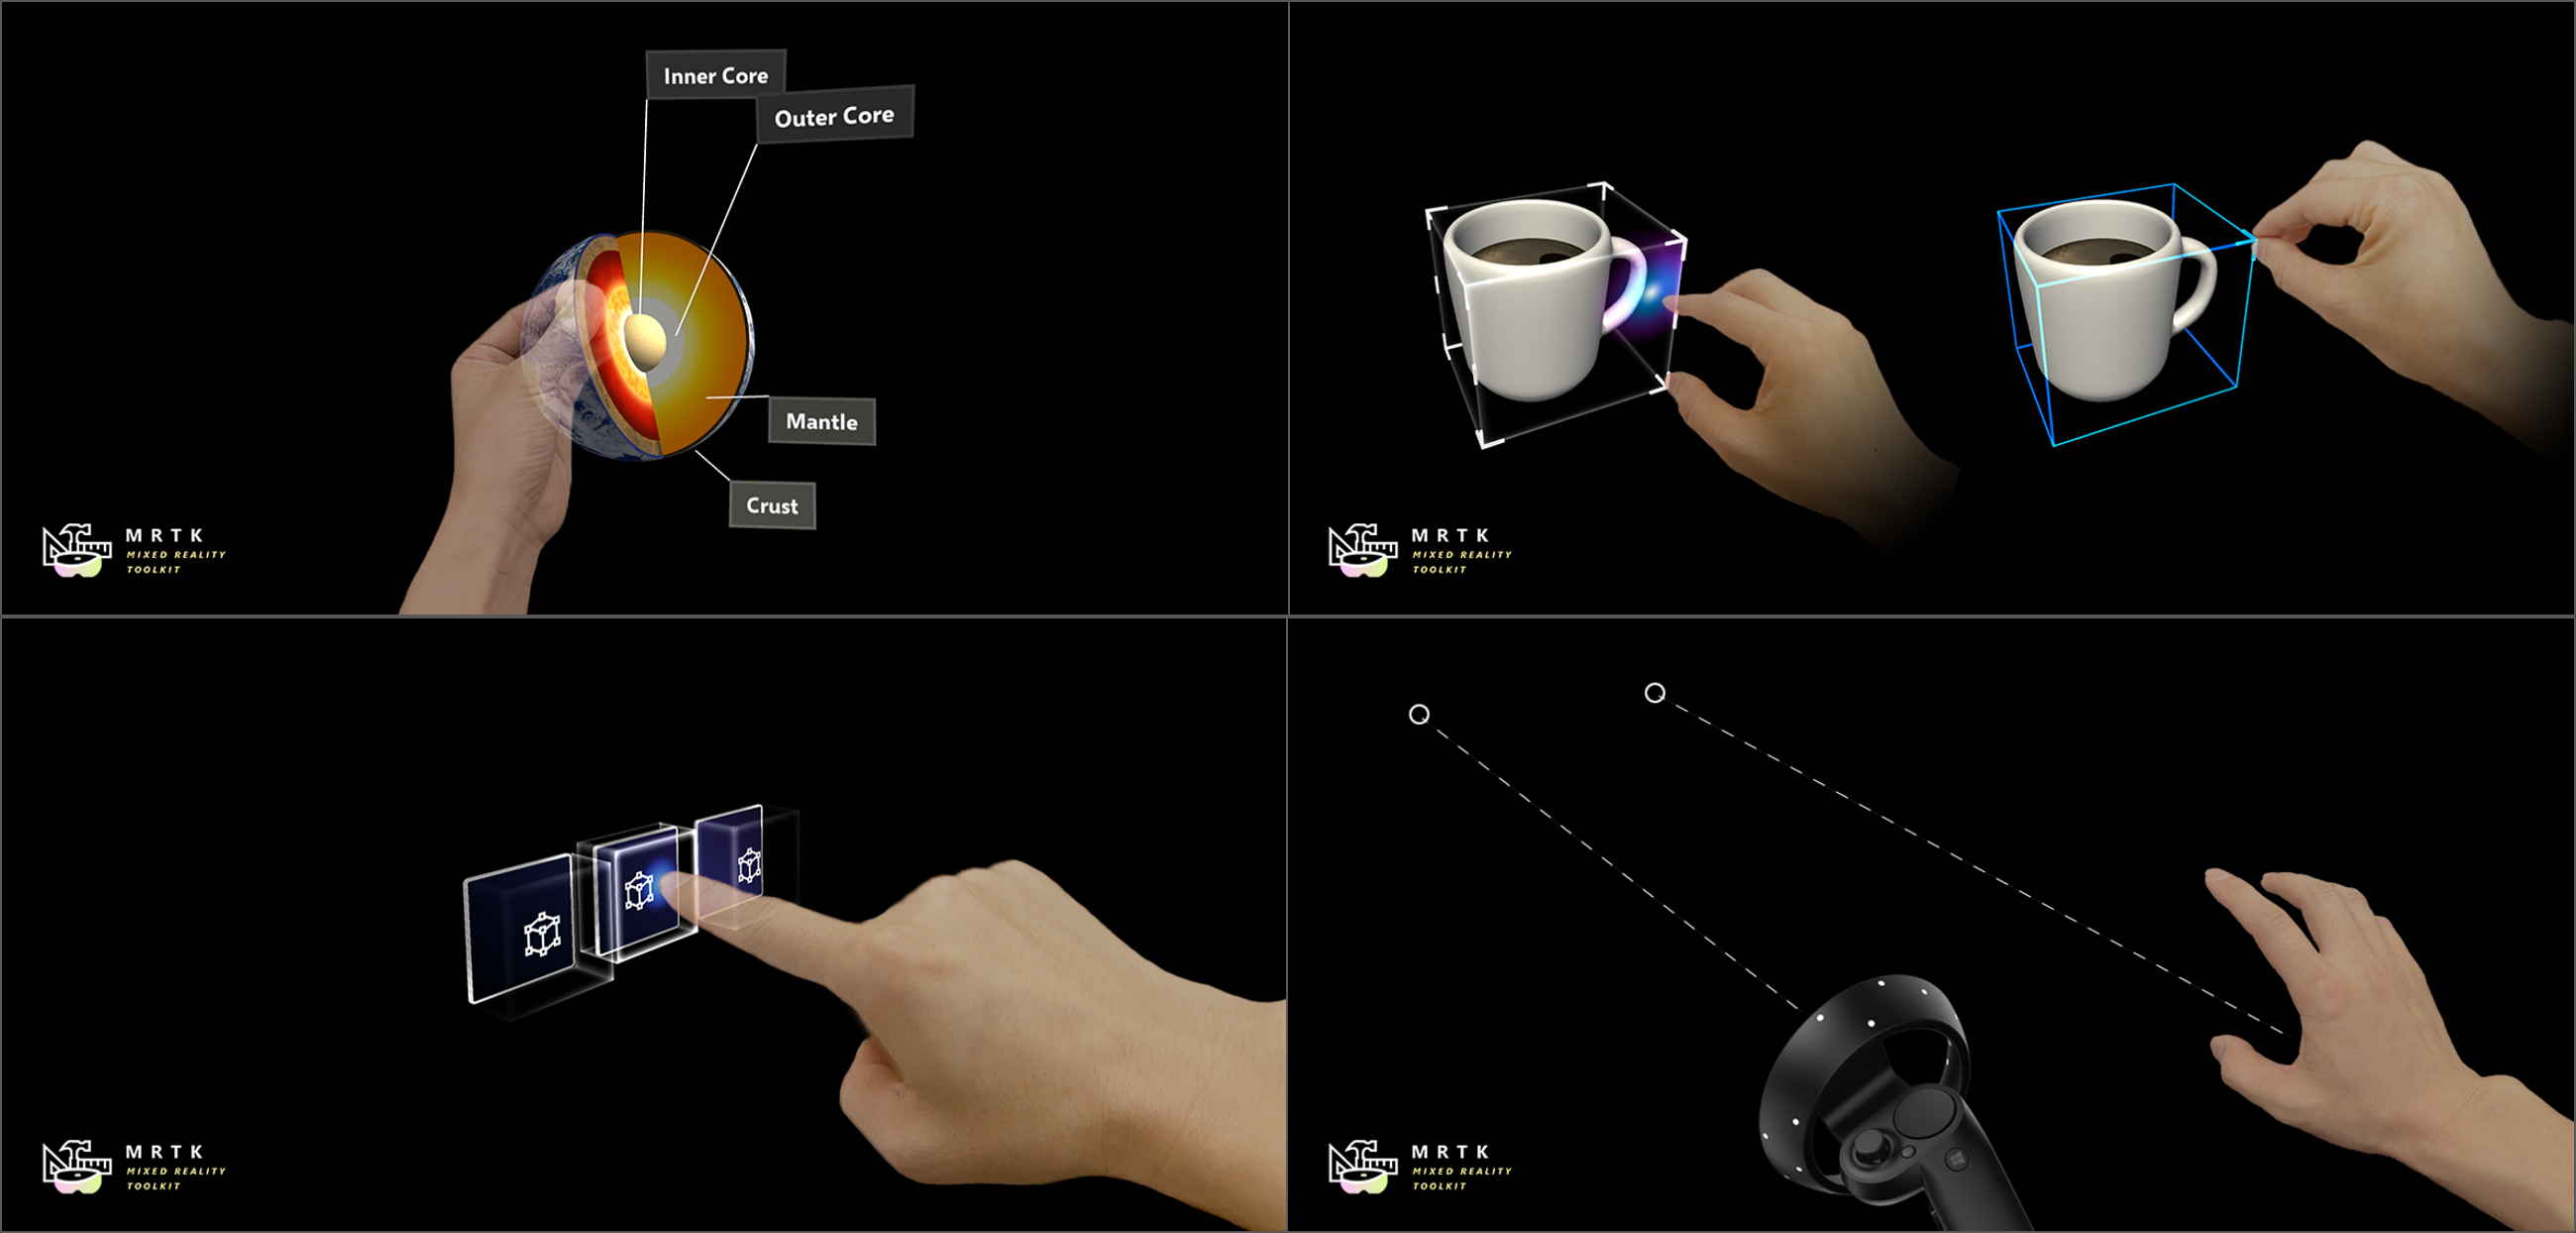 Inner Core
Outer Core
Mantle
Crust
MRTK
MIXED REALITY
TOOLKIT
MRTK
MIXED REALITY
TOOLKIT
MRTK
MIXED REALITY
TOOLKIT
MRTK
MIXED REALITY
TOOLKIT